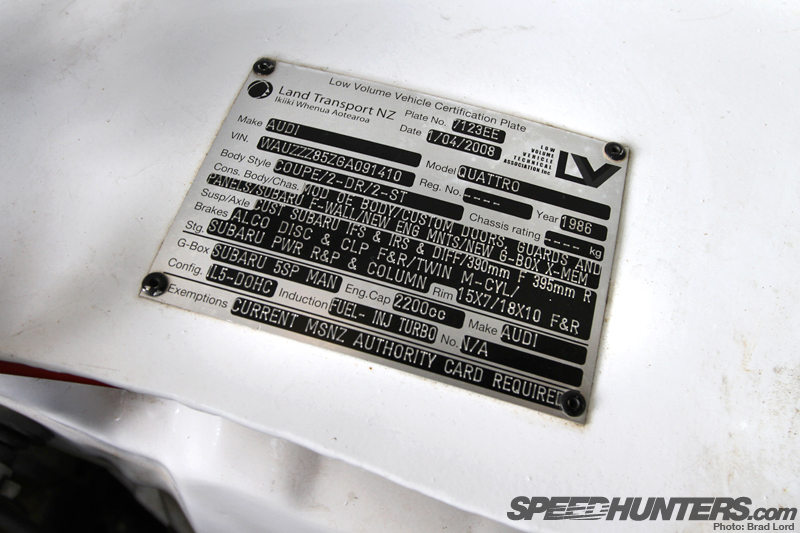 Low Volume Vehicle Certification Plate
Land Transport NZ
Ikiiki Whenua Aotearoa
Plate No. 7123EE
Date 1/04/2008
LOW VOLUME VEHICLE TECHNICAL ASSOCIATION Inc
LV
Make AUDI
Model QUATTRO
Year 1986
VIN. WAUZZZ85ZGA091410
Reg. No. ----
Chassis rating ---- kg
Body Style COUPE/2-DR/2-ST
Cons. Body/Chas. MOD OE BODY/CUSTOM DOORS, GUARDS AND
PANELS/SUBARU F-WALL/NEW ENG MNTS/NEW G-BOX X-MEM
Susp/Axle CUST SUBARU IFS & IRS & DIFF/390mm F 395mm R
Brakes ALCO DISC & CLP F&R/TWIN M-CYL/
Stg. SUBARU PWR R&P & COLUMN Rim 15X7/18X10 F&R
G-Box SUBARU 5SP MAN Eng.Cap 2200cc Make AUDI
Config. L5-DOHC Induction FUEL- INJ TURBO No. N/A
Exemptions CURRENT MSNZ AUTHORITY CARD REQUIRED
SPEEDHUNTERS.com
Photo: Brad Lord